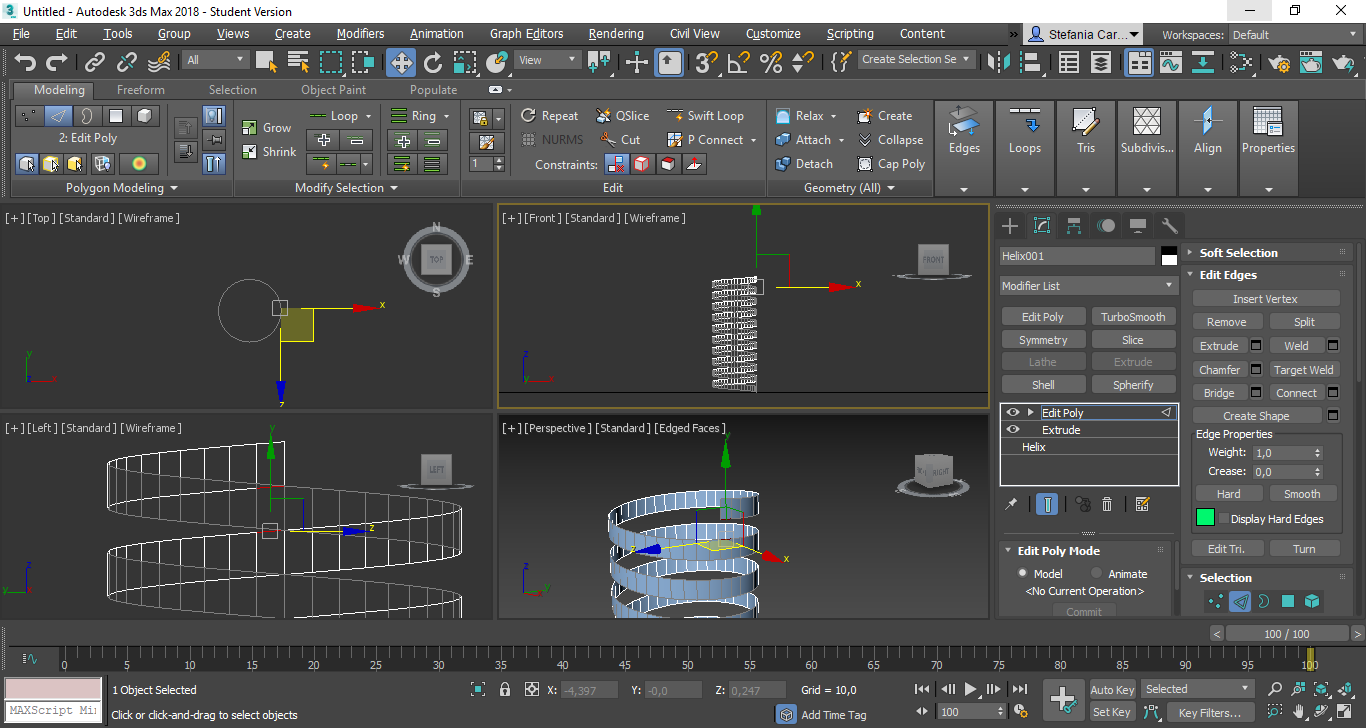 Untitled - Autodesk 3ds Max 2018 - Student Version
File Edit Tools Group Views Create Modifiers Animation Graph Editors Rendering Civil View Customize Scripting Content » Stefania Car... Workspaces: Default
All View Create Selection Se
Modeling Freeform Selection Object Paint Populate
Loop Ring Repeat QSlice Swift Loop Relax Create
2: Edit Poly Grow NURMS Cut P Connect Attach Collapse Edges Loops Tris Subdivis... Align Properties
Shrink 1 Constraints: Detach Cap Poly
Polygon Modeling Modify Selection Edit Geometry (All)
[+] [Top] [Standard] [Wireframe]
N
W TOP E
S
x
y
z x
z
[+] [Front] [Standard] [Wireframe]
FRONT
x
z
y x
[+] [Left] [Standard] [Wireframe]
y
LEFT
z
z
y
[+] [Perspective] [Standard] [Edged Faces]
y
RIGHT
z
x
z
y
Helix001
Modifier List
Edit Poly TurboSmooth
Symmetry Slice
Lathe Extrude
Shell Spherify
Edit Poly
Extrude
Helix
Edit Poly Mode
Model Animate
<No Current Operation>
Commit
Soft Selection
Edit Edges
Insert Vertex
Remove Split
Extrude Weld
Chamfer Target Weld
Bridge Connect
Create Shape
Edge Properties
Weight: 1,0
Crease: 0,0
Hard Smooth
Display Hard Edges
Edit Tri. Turn
Selection
< 100 / 100 >
0 5 10 15 20 25 30 35 40 45 50 55 60 65 70 75 80 85 90 95 100
1 Object Selected X: -4,397 Y: -0,0 Z: 0,247 Grid = 10,0 Auto Key Selected
MAXScript Mi Click or click-and-drag to select objects Add Time Tag 100 Set Key Key Filters...